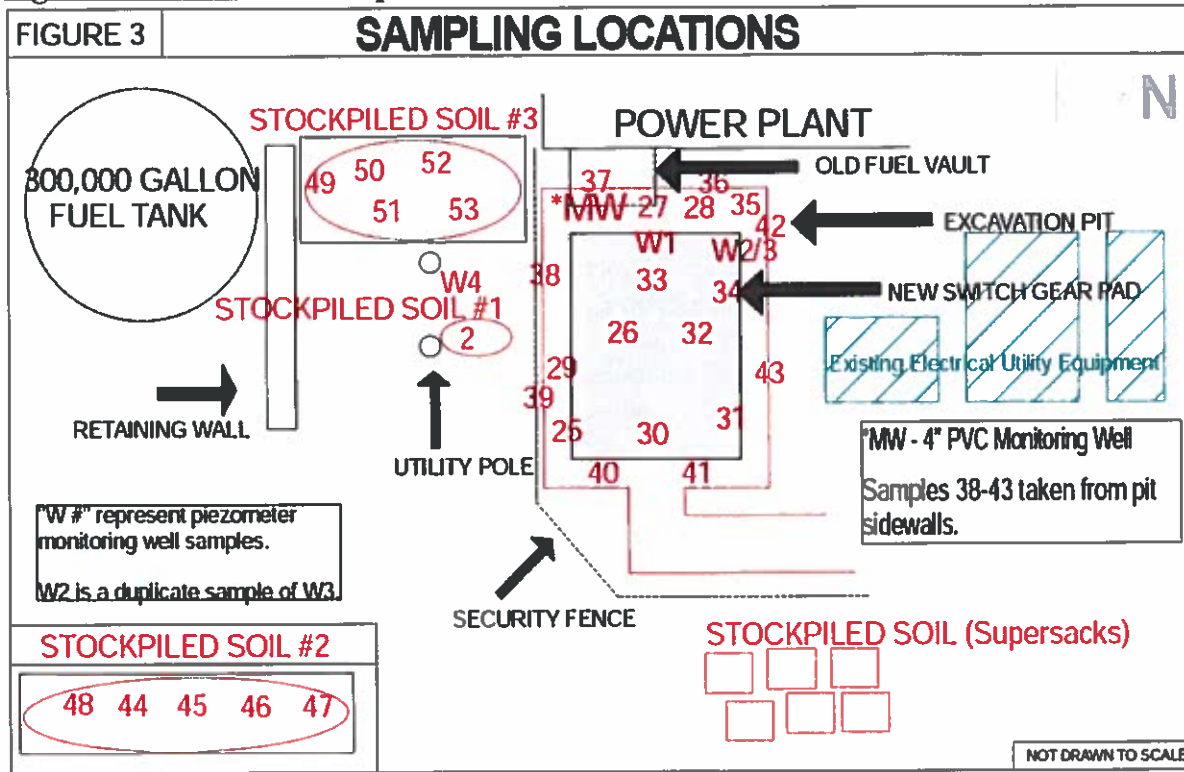 FIGURE 3
SAMPLING LOCATIONS
N
300,000 GALLON
FUEL TANK
STOCKPILED SOIL #3
49 50 52
51 53
POWER PLANT
OLD FUEL VAULT
37 36
*MW 27 28 35
42
EXCAVATION PIT
W1 W2/3
38 33 34
NEW SWITCH GEAR PAD
W4
STOCKPILED SOIL #1
2
26 32
29 43
39
25 30 31
40 41
Existing Electrical Utility Equipment
RETAINING WALL
UTILITY POLE
"MW - 4" PVC Monitoring Well
Samples 38-43 taken from pit
sidewalls.
"W #" represent piezometer
monitoring well samples.
W2 is a duplicate sample of W3.
SECURITY FENCE
STOCKPILED SOIL #2
48 44 45 46 47
STOCKPILED SOIL (Supersacks)
NOT DRAWN TO SCALE